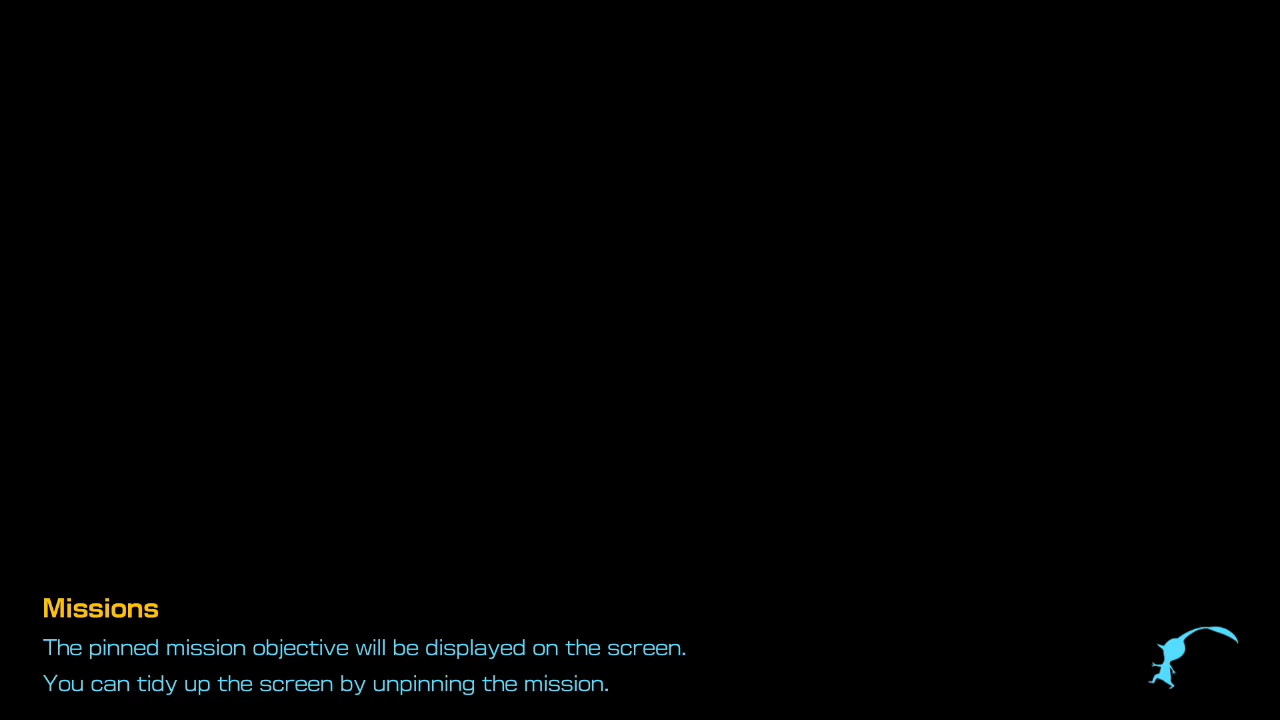 Missions
The pinned mission objective will be displayed on the screen.
You can tidy up the screen by unpinning the mission.